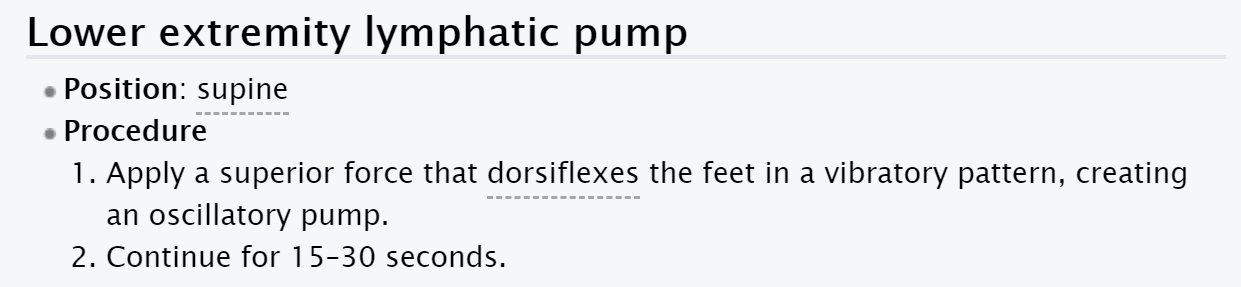 Lower extremity lymphatic pump
Position: supine
Procedure
1. Apply a superior force that dorsiflexes the feet in a vibratory pattern, creating
an oscillatory pump.
2. Continue for 15–30 seconds.